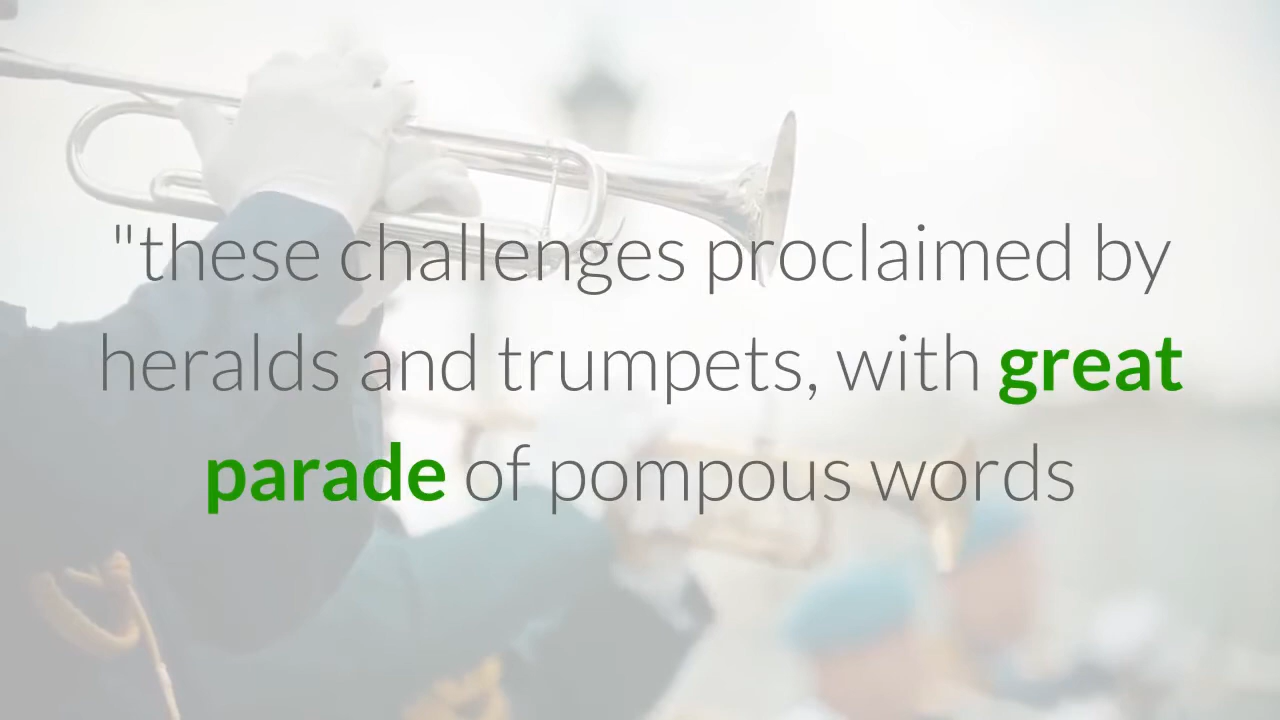 "these challenges proclaimed by
heralds and trumpets, with great
parade of pompous words